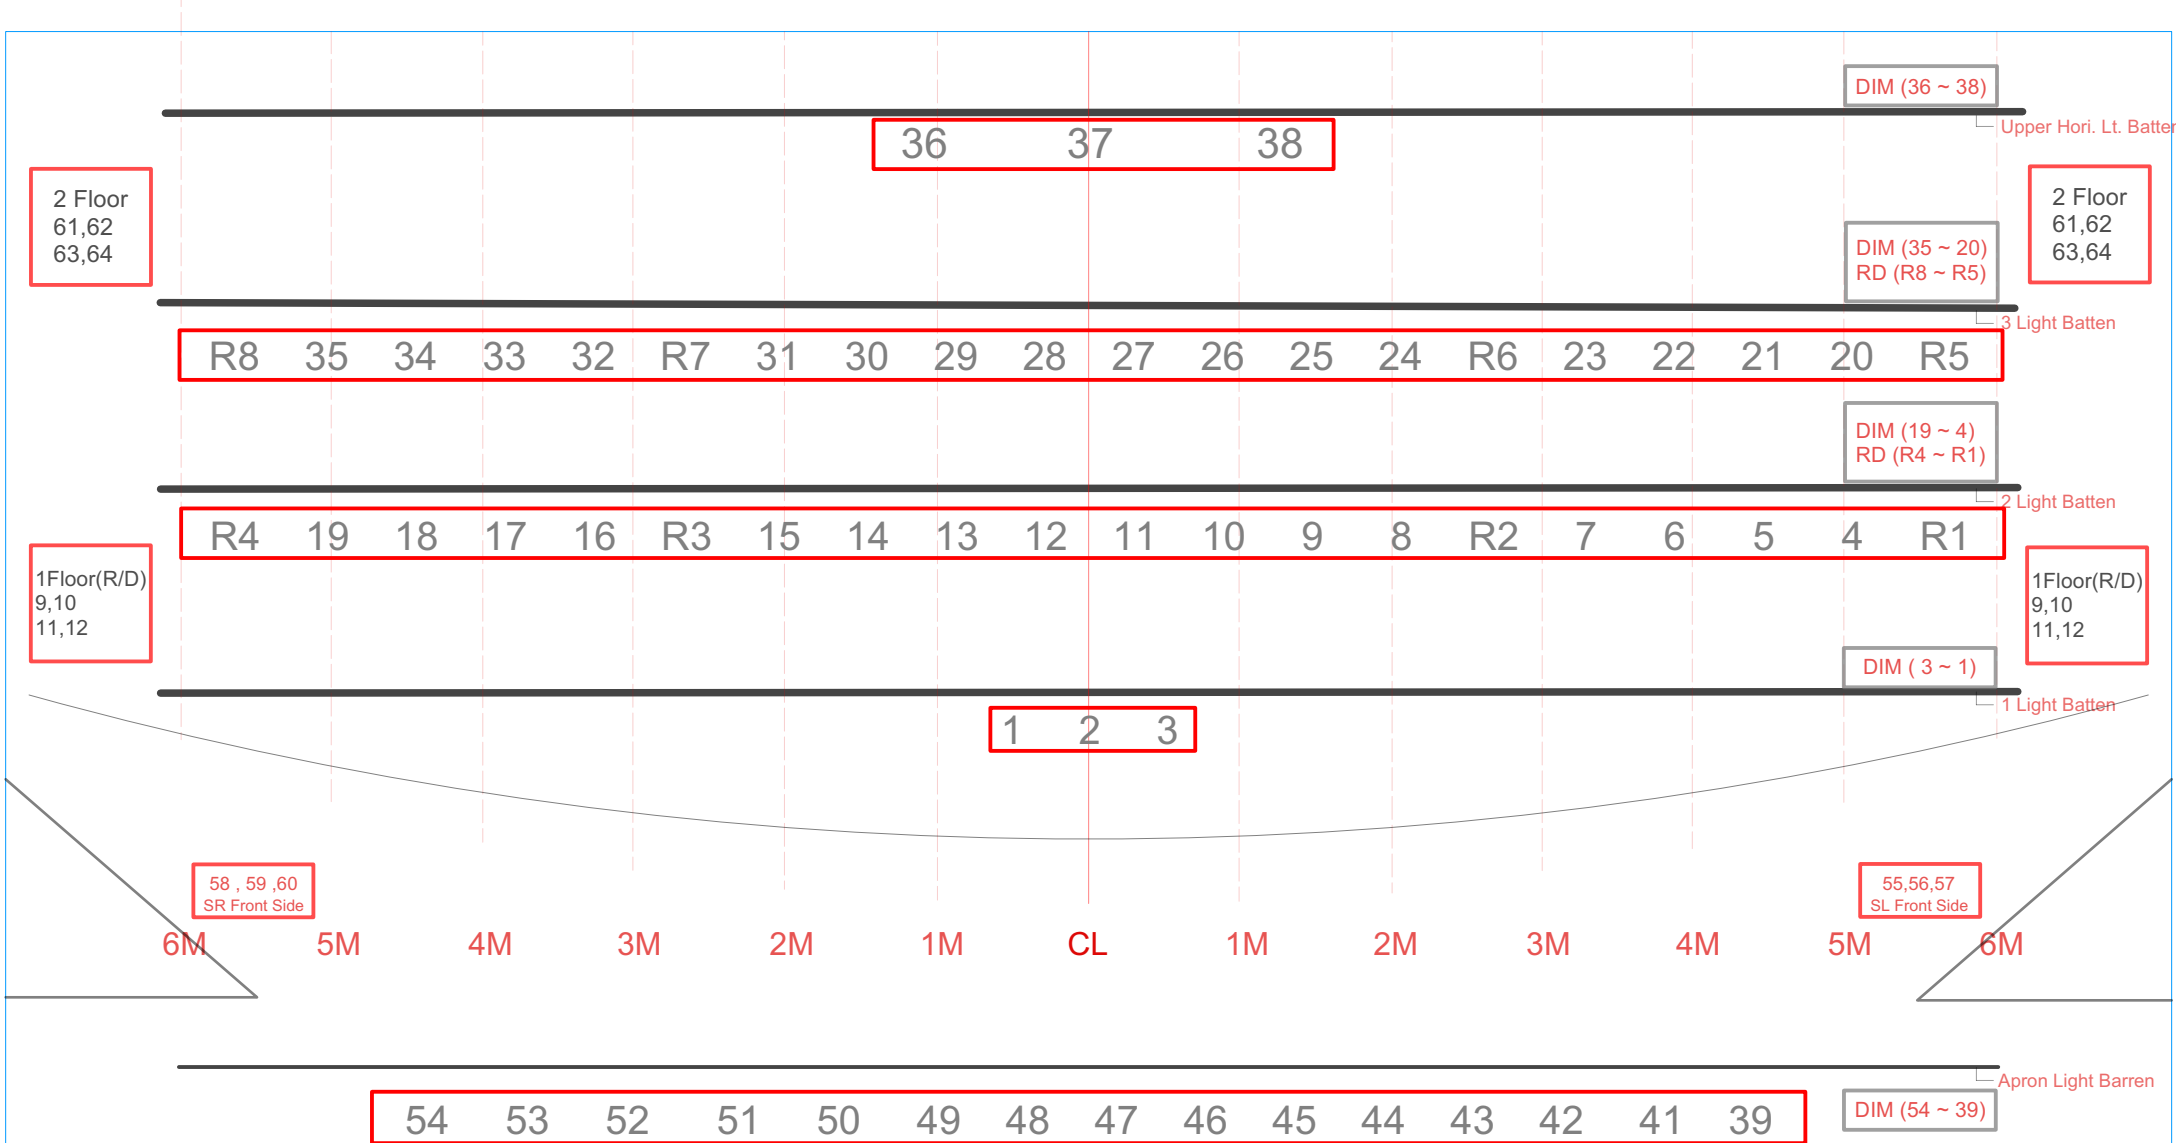 DIM (36 ~ 38)
Upper Hori. Lt. Batten
36 37 38
2 Floor
61,62
63,64
2 Floor
61,62
63,64
DIM (35 ~ 20)
RD (R8 ~ R5)
3 Light Batten
R8 35 34 33 32 R7 31 30 29 28 27 26 25 24 R6 23 22 21 20 R5
DIM (19 ~ 4)
RD (R4 ~ R1)
2 Light Batten
R4 19 18 17 16 R3 15 14 13 12 11 10 9 8 R2 7 6 5 4 R1
1Floor(R/D)
9,10
11,12
1Floor(R/D)
9,10
11,12
DIM ( 3 ~ 1)
1 Light Batten
1 2 3
58 , 59 ,60
SR Front Side
55,56,57
SL Front Side
6M 5M 4M 3M 2M 1M CL 1M 2M 3M 4M 5M 6M
Apron Light Barren
54 53 52 51 50 49 48 47 46 45 44 43 42 41 39
DIM (54 ~ 39)